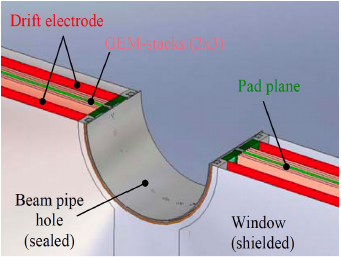 Drift electrode
GEM-stacks (2x3)
Pad plane
Beam pipe
hole
(sealed)
Window
(shielded)